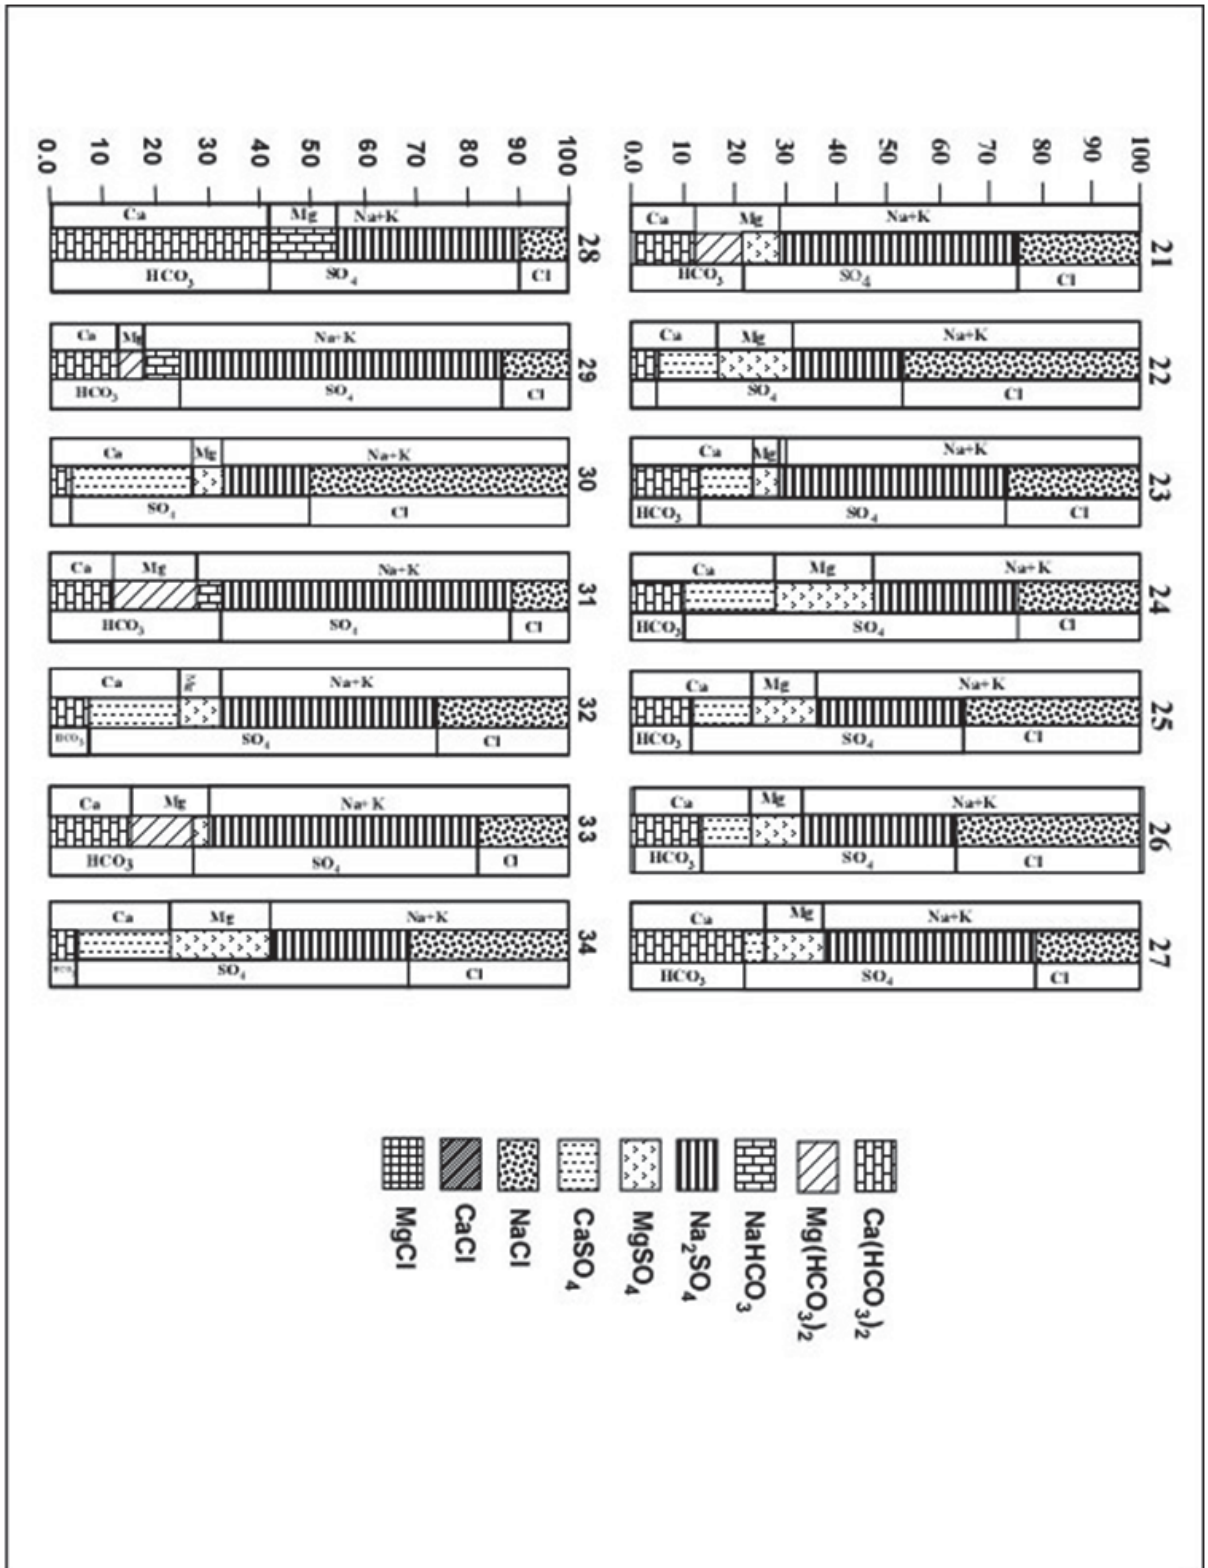 0.0 10 20 30 40 50 60 70 80 90 100
Ca Mg Na+K
28
HCO3 SO4 Cl
Ca Mg Na+K
29
HCO3 SO4 Cl
Ca Mg Na+K
30
SO4 Cl
Ca Mg Na+K
31
HCO3 SO4 Cl
Ca Mg Na+K
32
HCO3 SO4 Cl
Ca Mg Na+K
33
HCO3 SO4 Cl
Ca Mg Na+K
34
HCO3 SO4 Cl
0.0 10 20 30 40 50 60 70 80 90 100
Ca Mg Na+K
21
HCO3 SO4 Cl
Ca Mg Na+K
22
SO4 Cl
Ca Mg Na+K
23
HCO3 SO4 Cl
Ca Mg Na+K
24
HCO3 SO4 Cl
Ca Mg Na+K
25
HCO3 SO4 Cl
Ca Mg Na+K
26
HCO3 SO4 Cl
Ca Mg Na+K
27
HCO3 SO4 Cl
Ca(HCO3)2
Mg(HCO3)2
NaHCO3
Na2SO4
MgSO4
CaSO4
NaCl
CaCl
MgCl